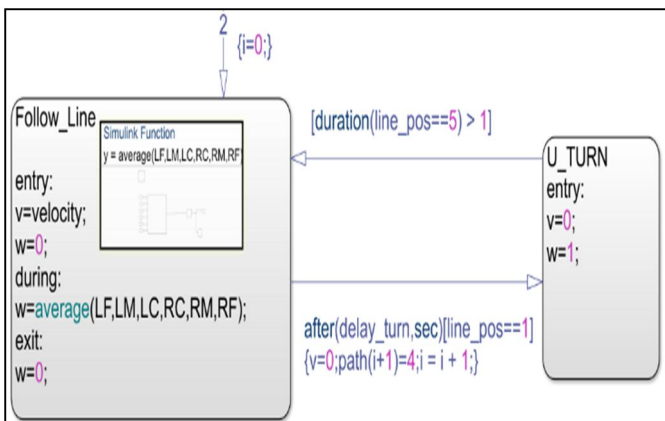 2
{i=0;}
Follow_Line
Simulink Function
y = average(LF,LM,LC,RC,RM,RF)
entry:
v=velocity;
w=0;
during:
w=average(LF,LM,LC,RC,RM,RF);
exit:
w=0;
[duration(line_pos==5) > 1]
after(delay_turn,sec)[line_pos==1]
{v=0;path(i+1)=4;i = i + 1;}
U_TURN
entry:
v=0;
w=1;